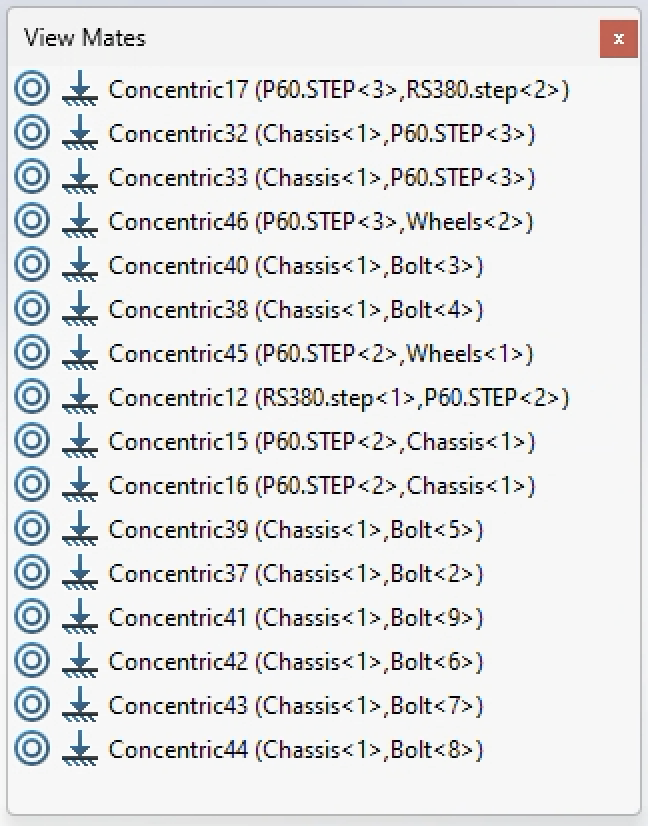 View Mates
x
Concentric17 (P60.STEP<3>,RS380.step<2>)
Concentric32 (Chassis<1>,P60.STEP<3>)
Concentric33 (Chassis<1>,P60.STEP<3>)
Concentric46 (P60.STEP<3>,Wheels<2>)
Concentric40 (Chassis<1>,Bolt<3>)
Concentric38 (Chassis<1>,Bolt<4>)
Concentric45 (P60.STEP<2>,Wheels<1>)
Concentric12 (RS380.step<1>,P60.STEP<2>)
Concentric15 (P60.STEP<2>,Chassis<1>)
Concentric16 (P60.STEP<2>,Chassis<1>)
Concentric39 (Chassis<1>,Bolt<5>)
Concentric37 (Chassis<1>,Bolt<2>)
Concentric41 (Chassis<1>,Bolt<9>)
Concentric42 (Chassis<1>,Bolt<6>)
Concentric43 (Chassis<1>,Bolt<7>)
Concentric44 (Chassis<1>,Bolt<8>)